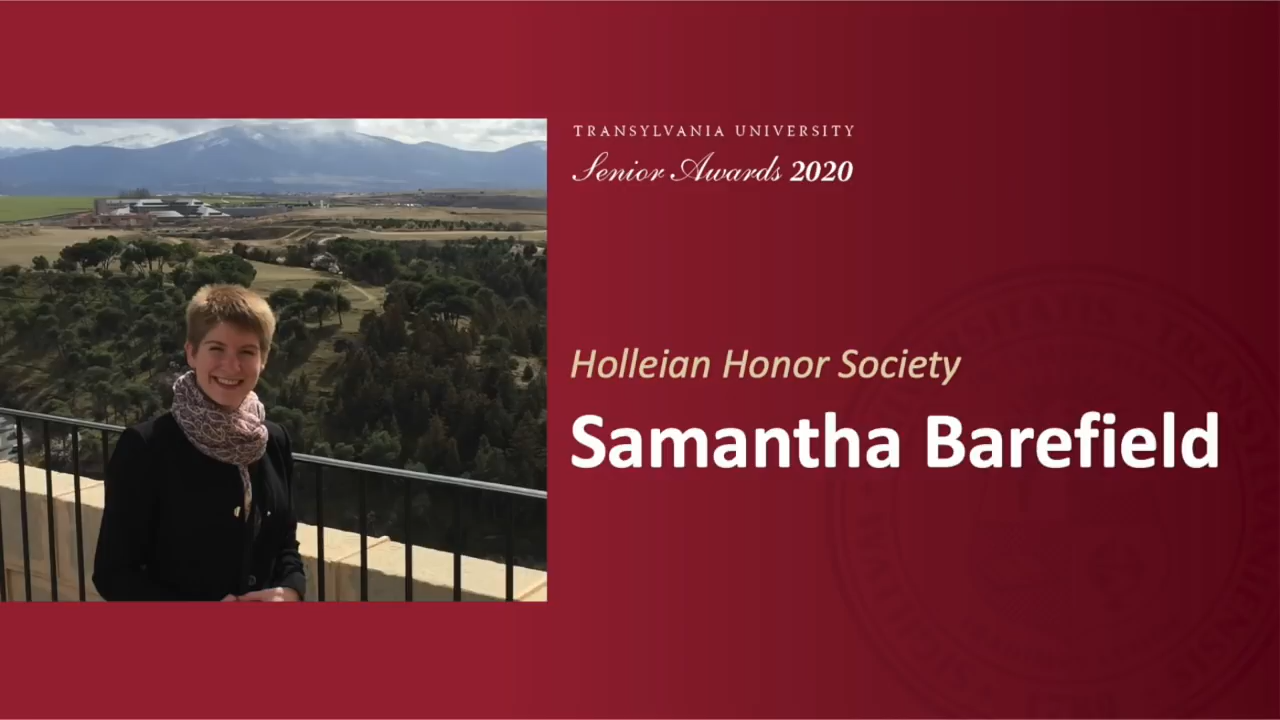 TRANSYLVANIA UNIVERSITY
Senior Awards 2020
Holleian Honor Society
Samantha Barefield